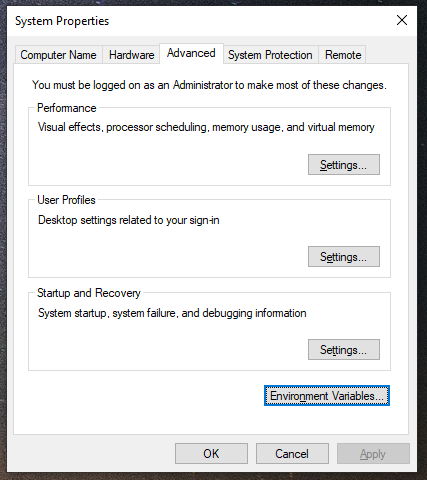 System Properties
Computer Name Hardware Advanced System Protection Remote
You must be logged on as an Administrator to make most of these changes.
Performance
Visual effects, processor scheduling, memory usage, and virtual memory
Settings...
User Profiles
Desktop settings related to your sign-in
Settings...
Startup and Recovery
System startup, system failure, and debugging information
Settings...
Environment Variables...
OK Cancel Apply